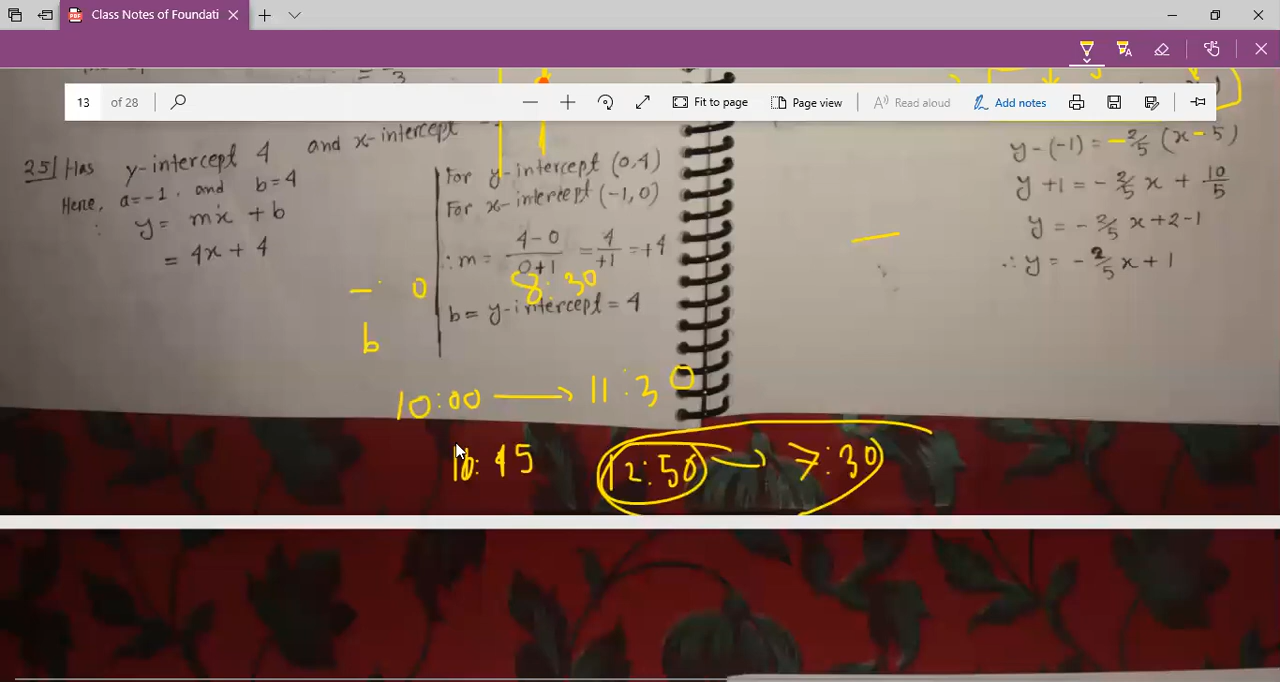 Class Notes of Foundati
13 of 28
Fit to page
Page view
Read aloud
Add notes
25| Has y-intercept 4 and x-intercept -
Here, a=-1, and b=4
∴ y = mx + b
= 4x + 4
For y-intercept (0,4)
For x-intercept (-1,0)
∴ m = 4-0/0+1 = 4/+1 = +4
b = y-intercept = 4
- 0
b
8:30
10:00 → 11:30
10:45
12:50 → 7:30
y-(-1) = -2/5 (x-5)
y+1 = -2/5 x + 10/5
y = -2/5 x+2-1
∴ y = -2/5 x+1